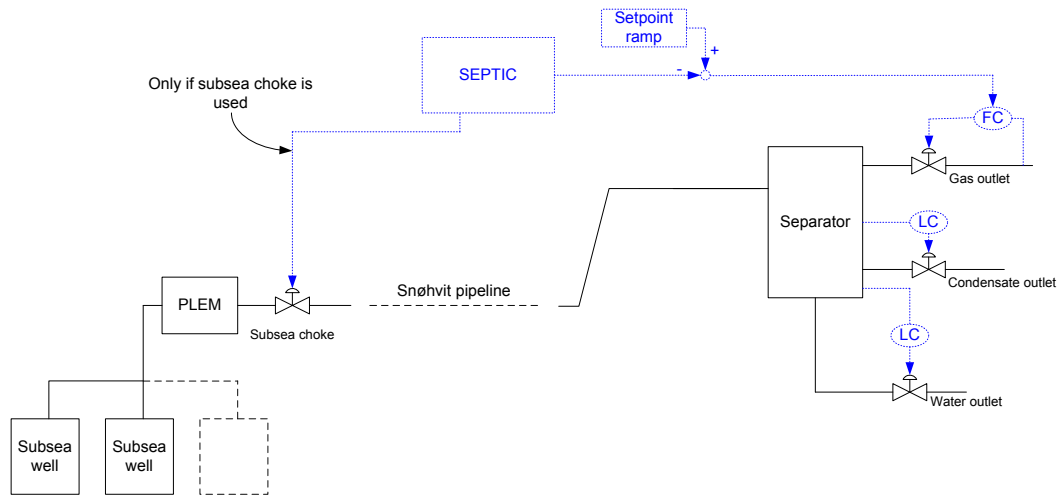 Setpoint
ramp
+
-
SEPTIC
Only if subsea choke is
used
FC
Gas outlet
Separator
LC
Condensate outlet
Snøhvit pipeline
PLEM
Subsea choke
LC
Water outlet
Subsea
well
Subsea
well